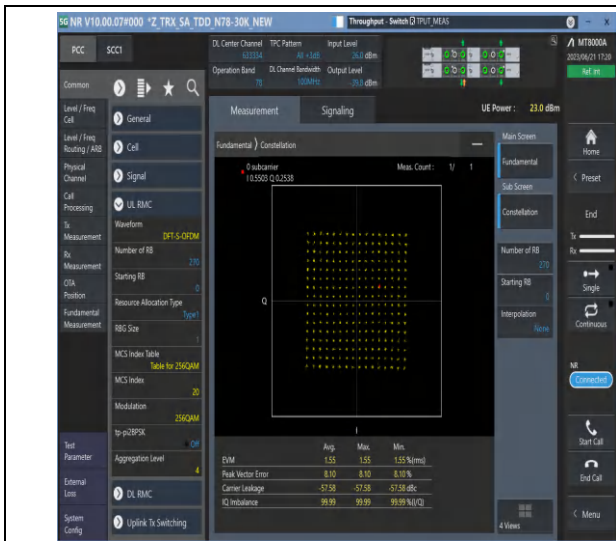 5G NR V10.00.07#000 *Z_TRX_SA_TDD_N78-30K_NEW
Throughput - Switch TPUT_MEAS
PCC
SCC1
DL Center Channel
TPC Pattern
Input Level
633334
All +1dB
26.0 dBm
Operation Band
DL Channel Bandwidth
Output Level
78
100MHz
-39.8 dBm
MT8000A
2023/06/21 17:20
Ref. Int
Common
Level / Freq
Cell
Level / Freq
Routing / ARB
Physical
Channel
Call
Processing
Tx
Measurement
Rx
Measurement
OTA
Position
Fundamental
Measurement
Test
Parameter
External
Loss
System
Config
General
Cell
Signal
UL RMC
Waveform
DFT-S-OFDM
Number of RB
270
Starting RB
0
Resource Allocation Type
Type1
RBG Size
1
MCS Index Table
Table for 256QAM
MCS Index
20
Modulation
256QAM
tp-pi2BPSK
Off
Aggregation Level
4
DL RMC
Uplink Tx Switching
Measurement
Signaling
UE Power : 23.0 dBm
Fundamental ❭ Constellation
0 subcarrier
I 0.5503 Q 0.2538
Meas. Count : 1/ 1
Q
I
Avg. Max. Min.
EVM 1.55 1.55 1.55 %(rms)
Peak Vector Error 8.10 8.10 8.10 %
Carrier Leakage -57.58 -57.58 -57.58 dBc
IQ Imbalance 99.99 99.99 99.99 %(I/Q)
Main Screen
Fundamental
Sub Screen
Constellation
Number of RB
270
Starting RB
0
Interpolation
None
4 Views
Home
Preset
End
Tx
Rx
Single
Continuous
NR
Connected
Start Call
End Call
Menu